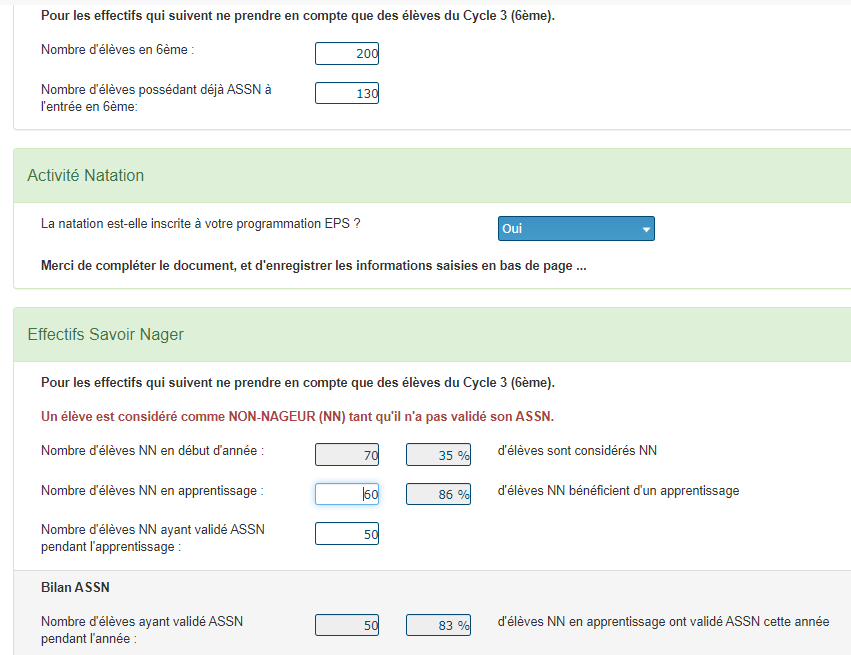 Pour les effectifs qui suivent ne prendre en compte que des élèves du Cycle 3 (6ème).
Nombre d'élèves en 6ème : 200
Nombre d'élèves possédant déjà ASSN à
l'entrée en 6ème: 130
Activité Natation
La natation est-elle inscrite à votre programmation EPS ? Oui
Merci de compléter le document, et d'enregistrer les informations saisies en bas de page ...
Effectifs Savoir Nager
Pour les effectifs qui suivent ne prendre en compte que des élèves du Cycle 3 (6ème).
Un élève est considéré comme NON-NAGEUR (NN) tant qu'il n'a pas validé son ASSN.
Nombre d'élèves NN en début d'année : 70 35 % d'élèves sont considérés NN
Nombre d'élèves NN en apprentissage : 60 86 % d'élèves NN bénéficient d'un apprentissage
Nombre d'élèves NN ayant validé ASSN
pendant l'apprentissage : 50
Bilan ASSN
Nombre d'élèves ayant validé ASSN
pendant l'année : 50 83 % d'élèves NN en apprentissage ont validé ASSN cette année